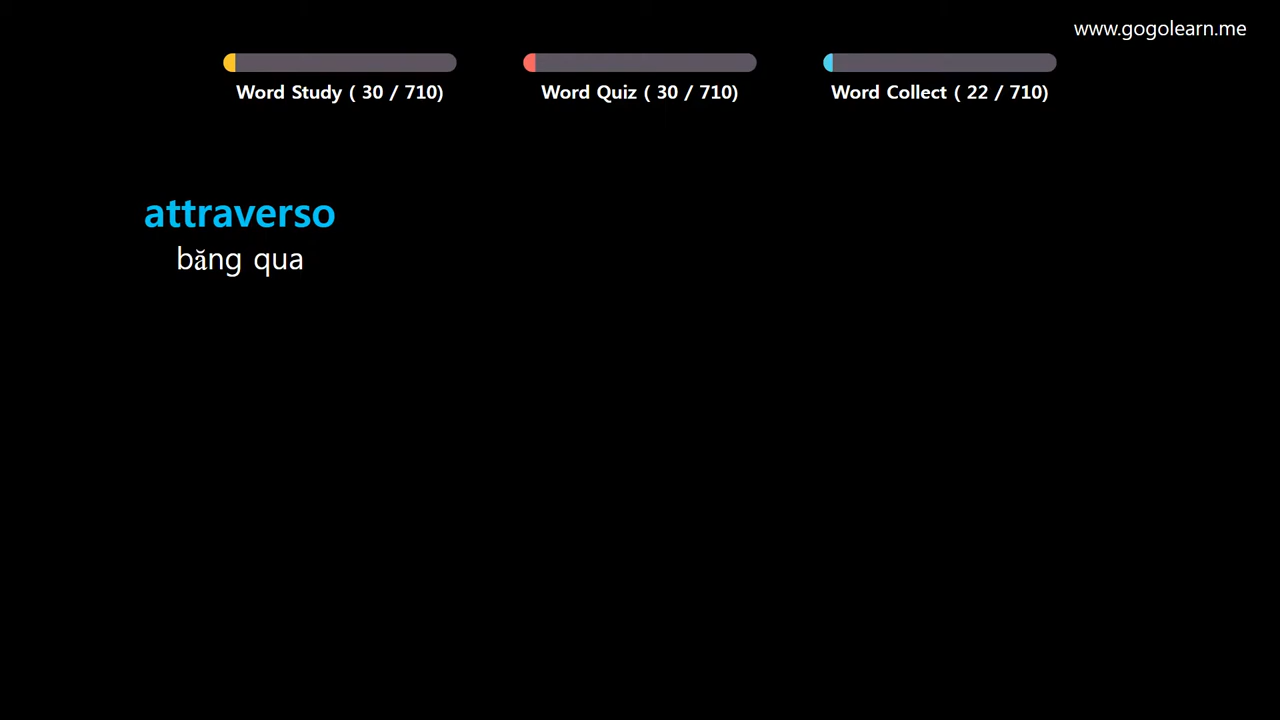 www.gogolearn.me
Word Study ( 30 / 710)
Word Quiz ( 30 / 710)
Word Collect ( 22 / 710)
attraverso
băng qua